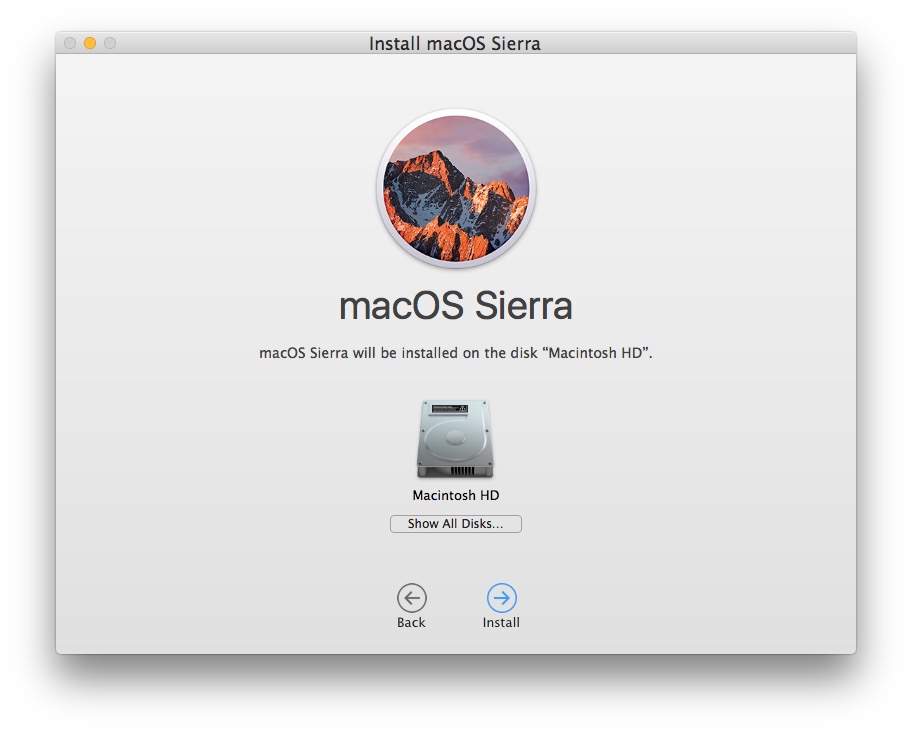 Install macOS Sierra
macOS Sierra
macOS Sierra will be installed on the disk “Macintosh HD”.
Macintosh HD
Show All Disks...
Back
Install